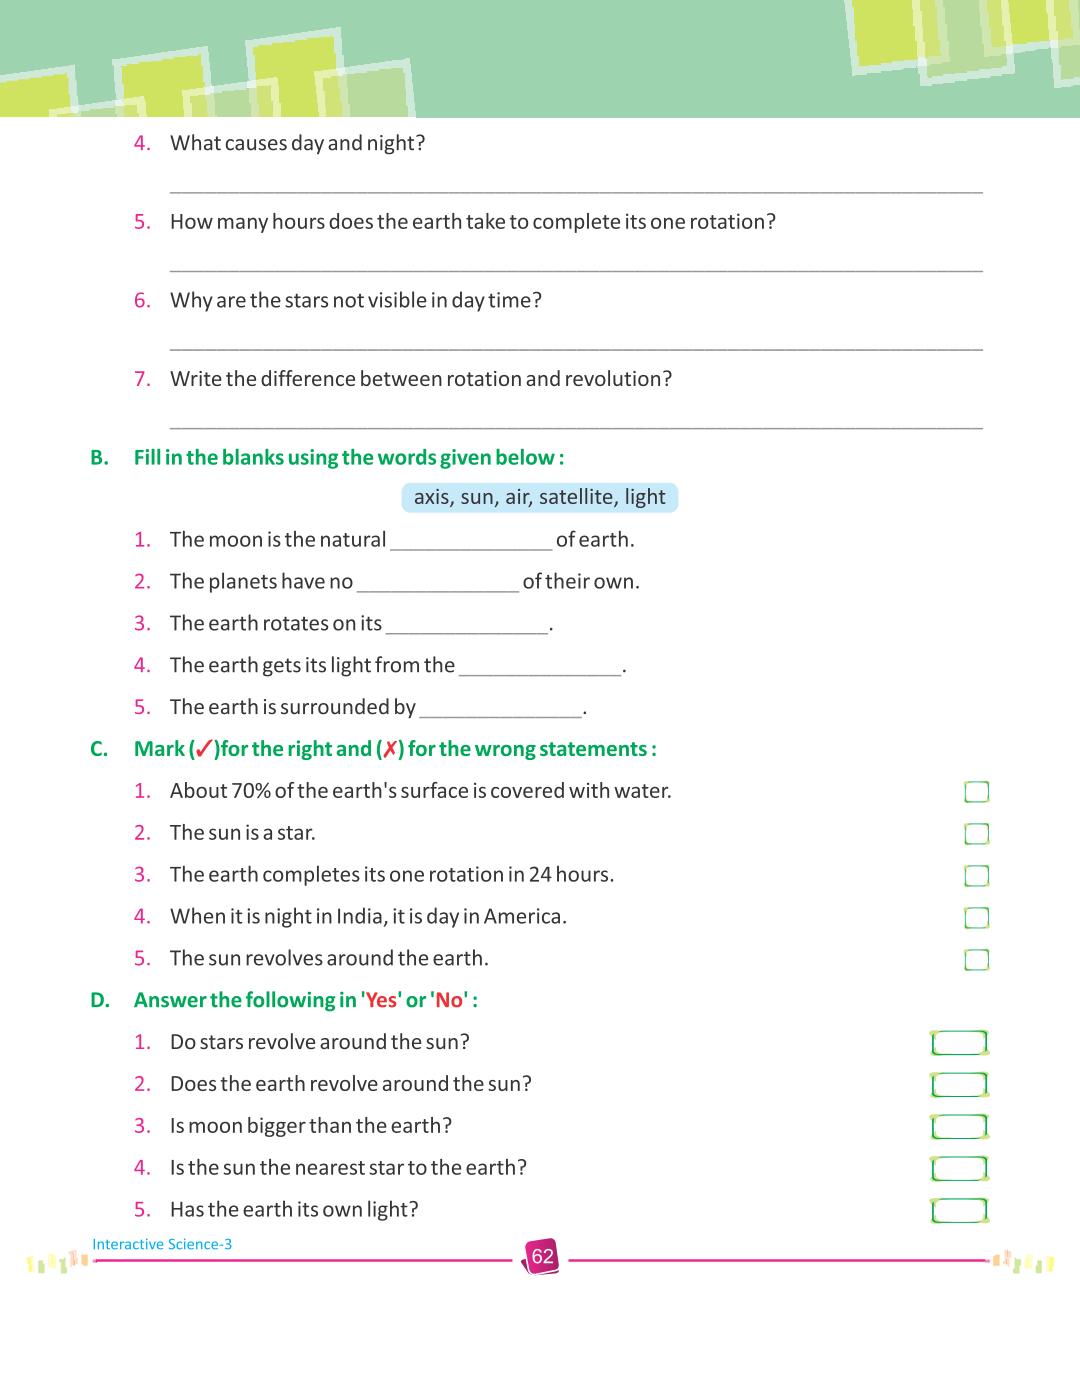 4. What causes day and night?
5. How many hours does the earth take to complete its one rotation?
6. Why are the stars not visible in day time?
7. Write the difference between rotation and revolution?
B. Fill in the blanks using the words given below :
axis, sun, air, satellite, light
1. The moon is the natural ______________ of earth.
2. The planets have no ______________ of their own.
3. The earth rotates on its ______________.
4. The earth gets its light from the ______________.
5. The earth is surrounded by ______________.
C. Mark (✓)for the right and (✗) for the wrong statements :
1. About 70% of the earth's surface is covered with water.
2. The sun is a star.
3. The earth completes its one rotation in 24 hours.
4. When it is night in India, it is day in America.
5. The sun revolves around the earth.
D. Answer the following in 'Yes' or 'No' :
1. Do stars revolve around the sun?
2. Does the earth revolve around the sun?
3. Is moon bigger than the earth?
4. Is the sun the nearest star to the earth?
5. Has the earth its own light?
Interactive Science-3
62